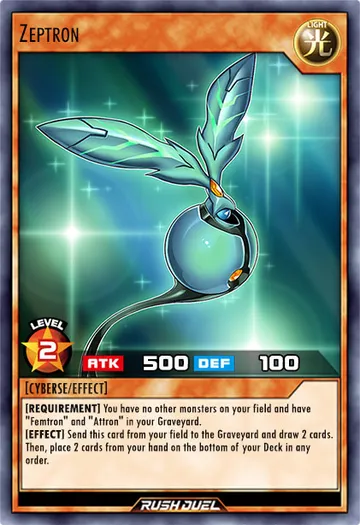 ZEPTRON
LIGHT
光
LEVEL
2
ATK 500 DEF 100
[CYBERSE/EFFECT]
[REQUIREMENT] You have no other monsters on your field and have
"Femtron" and "Attron" in your Graveyard.
[EFFECT] Send this card from your field to the Graveyard and draw 2 cards.
Then, place 2 cards from your hand on the bottom of your Deck in any
order.
RUSH DUEL